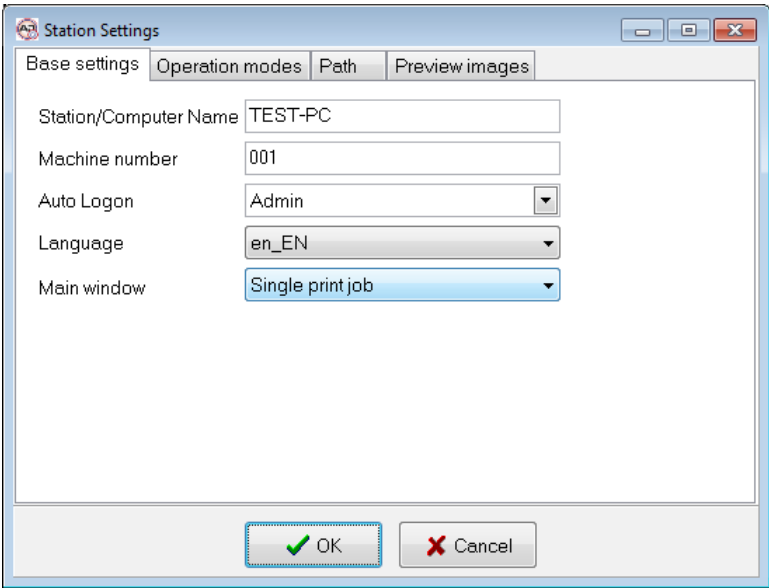 Station Settings
Base settings Operation modes Path Preview images
Station/Computer Name TEST-PC
Machine number 001
Auto Logon Admin
Language en_EN
Main window Single print job
OK Cancel